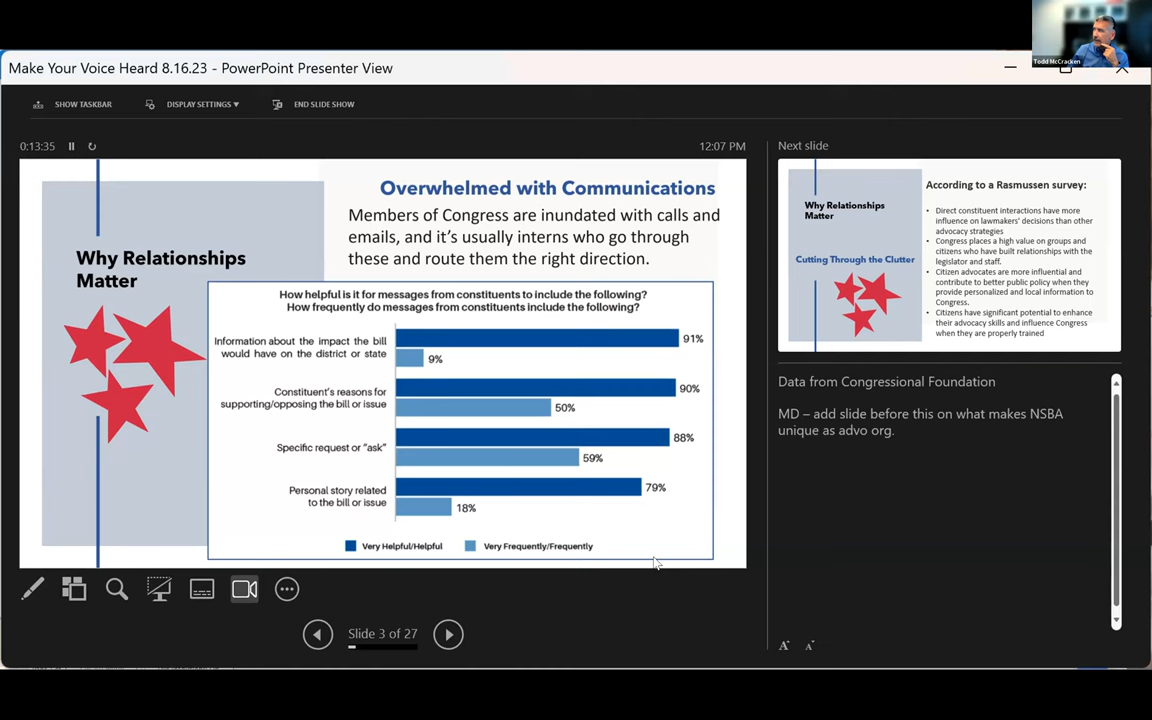 Todd McCracken
Make Your Voice Heard 8.16.23 - PowerPoint Presenter View
SHOW TASKBAR
DISPLAY SETTINGS
END SLIDE SHOW
0:13:35
12:07 PM
Why Relationships
Matter
Overwhelmed with Communications
Members of Congress are inundated with calls and
emails, and it's usually interns who go through
these and route them the right direction.
How helpful is it for messages from constituents to include the following?
How frequently do messages from constituents include the following?
Information about the impact the bill
would have on the district or state
91%
9%
Constituent's reasons for
supporting/opposing the bill or issue
90%
50%
Specific request or "ask"
88%
59%
Personal story related
to the bill or issue
79%
18%
Very Helpful/Helpful
Very Frequently/Frequently
Slide 3 of 27
Next slide
Why Relationships
Matter
Cutting Through the Clutter
According to a Rasmussen survey:
• Direct constituent interactions have more
influence on lawmakers' decisions than other
advocacy strategies
• Congress places a high value on groups and
citizens who have built relationships with the
legislator and staff.
• Citizen advocates are more influential and
contribute to better public policy when they
provide personalized and local information to
Congress.
• Citizens have significant potential to enhance
their advocacy skills and influence Congress
when they are properly trained
Data from Congressional Foundation
MD – add slide before this on what makes NSBA
unique as advo org.
A
A